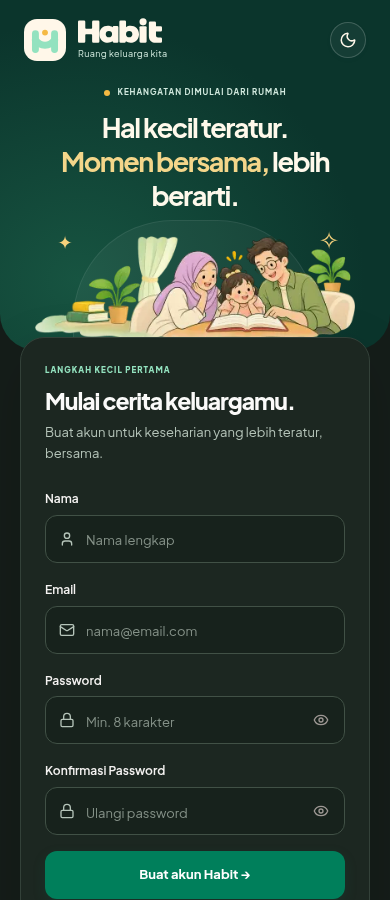 Habit
Ruang keluarga kita
KEHANGATAN DIMULAI DARI RUMAH
Hal kecil teratur.
Momen bersama, lebih
berarti.
LANGKAH KECIL PERTAMA
Mulai cerita keluargamu.
Buat akun untuk keseharian yang lebih teratur,
bersama.
Nama
Nama lengkap
Email
nama@email.com
Password
Min. 8 karakter
Konfirmasi Password
Ulangi password
Buat akun Habit →